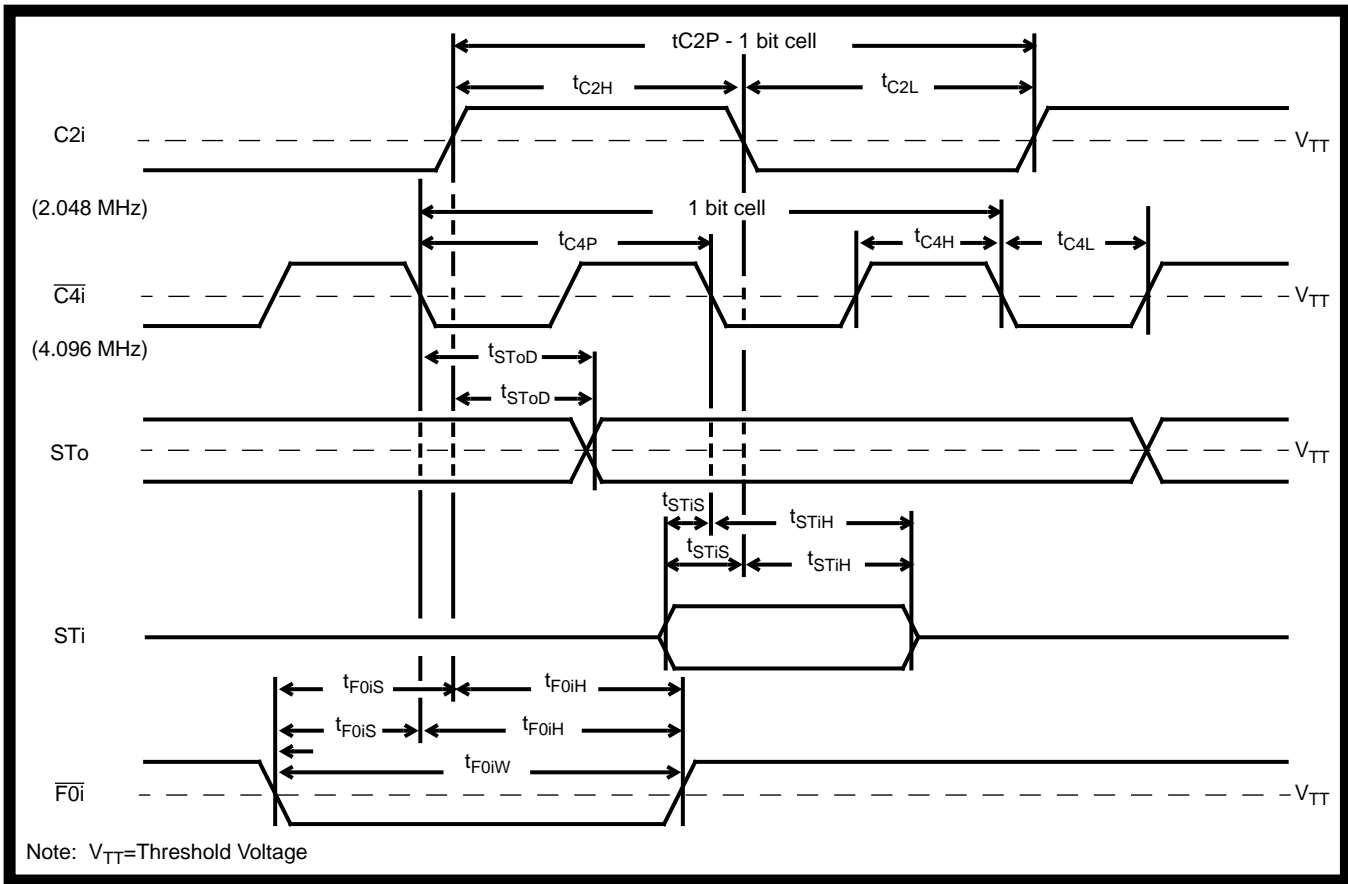 tC2P - 1 bit cell
tC2H
tC2L
C2i
VTT
(2.048 MHz)
1 bit cell
tC4P
tC4H
tC4L
C4i
VTT
(4.096 MHz)
tSToD
tSToD
STo
VTT
tSTiS
tSTiH
tSTiS
tSTiH
STi
tF0iS
tF0iH
tF0iS
tF0iH
tF0iW
F0i
VTT
Note: VTT=Threshold Voltage